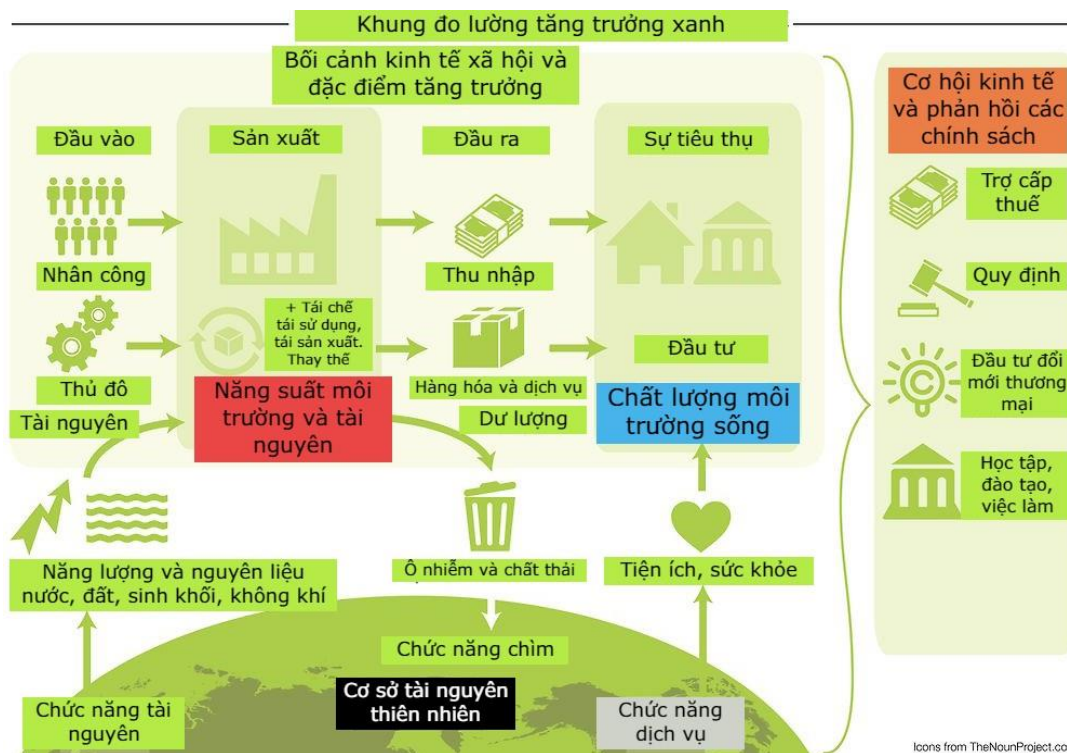 Khung đo lường tăng trưởng xanh
Bối cảnh kinh tế xã hội và
đặc điểm tăng trưởng
Đầu vào
Sản xuất
Đầu ra
Sự tiêu thụ
Nhân công
Thu nhập
+ Tái chế
tái sử dụng,
tái sản xuất.
Thay thế
Đầu tư
Thủ đô
Hàng hóa và dịch vụ
Tài nguyên
Năng suất môi
trường và tài
nguyên
Dư lượng
Chất lượng môi
trường sống
Năng lượng và nguyên liệu
nước, đất, sinh khối, không khí
Ô nhiễm và chất thải
Tiện ích, sức khỏe
Chức năng chìm
Cơ sở tài nguyên
thiên nhiên
Chức năng tài
nguyên
Chức năng
dịch vụ
Cơ hội kinh tế
và phản hồi các
chính sách
Trợ cấp
thuế
Quy định
C
Đầu tư đổi
mới thương
mại
Học tập,
đào tạo,
việc làm
Icons from TheNounProject.co